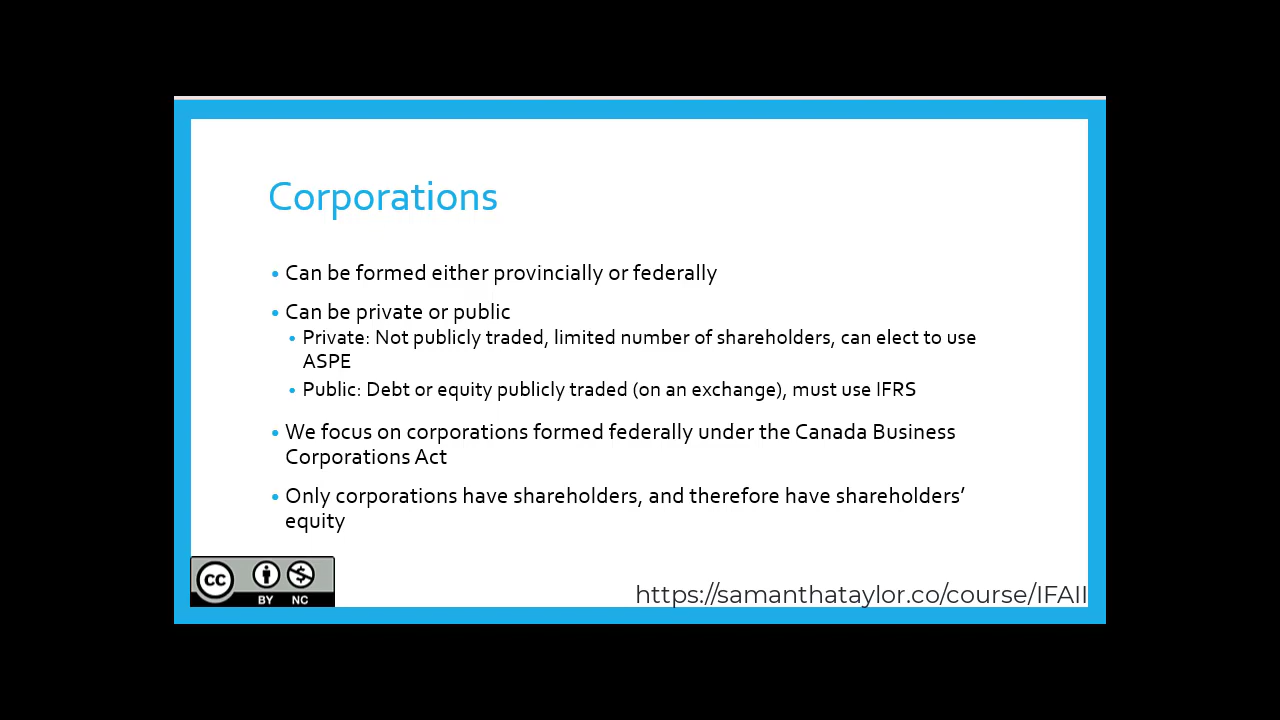 Corporations
• Can be formed either provincially or federally
• Can be private or public
• Private: Not publicly traded, limited number of shareholders, can elect to use
ASPE
• Public: Debt or equity publicly traded (on an exchange), must use IFRS
• We focus on corporations formed federally under the Canada Business
Corporations Act
• Only corporations have shareholders, and therefore have shareholders’
equity
cc
BY NC
https://samanthataylor.co/course/IFAII